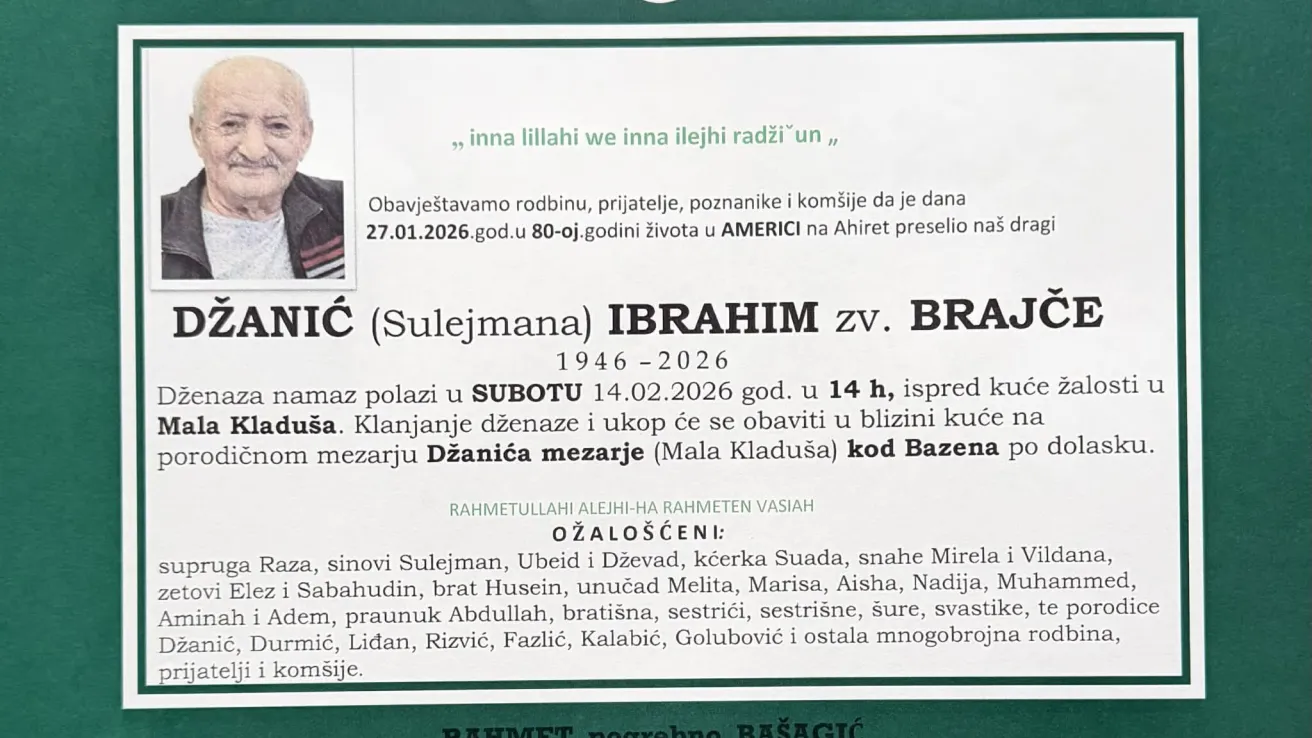 „ inna lillahi we inna ilejhi radžiˇun „
Obavještavamo rodbinu, prijatelje, poznanike i komšije da je dana
27.01.2026.god.u 80-oj.godini života u AMERICI na Ahiret preselio naš dragi
DŽANIĆ (Sulejmana) IBRAHIM zv. BRAJČE
1946 – 2026
Dženaza namaz polazi u SUBOTU 14.02.2026 god. u 14 h, ispred kuće žalosti u
Mala Kladuša. Klanjanje dženaze i ukop će se obaviti u blizini kuće na
porodičnom mezarju Džanića mezarje (Mala Kladuša) kod Bazena po dolasku.
RAHMETULLAHI ALEJHI-HA RAHMETEN VASIAH
OŽALOŠĆENI:
supruga Raza, sinovi Sulejman, Ubeid i Dževad, kćerka Suada, snahe Mirela i Vildana,
zetovi Elez i Sabahudin, brat Husein, unučad Melita, Marisa, Aisha, Nadija, Muhammed,
Aminah i Adem, praunuk Abdullah, bratišna, sestrići, sestrišne, šure, svastike, te porodice
Džanić, Durmić, Liđan, Rizvić, Fazlić, Kalabić, Golubović i ostala mnogobrojna rodbina,
prijatelji i komšije.
RAHMET pogrebno BAŠAGIĆ